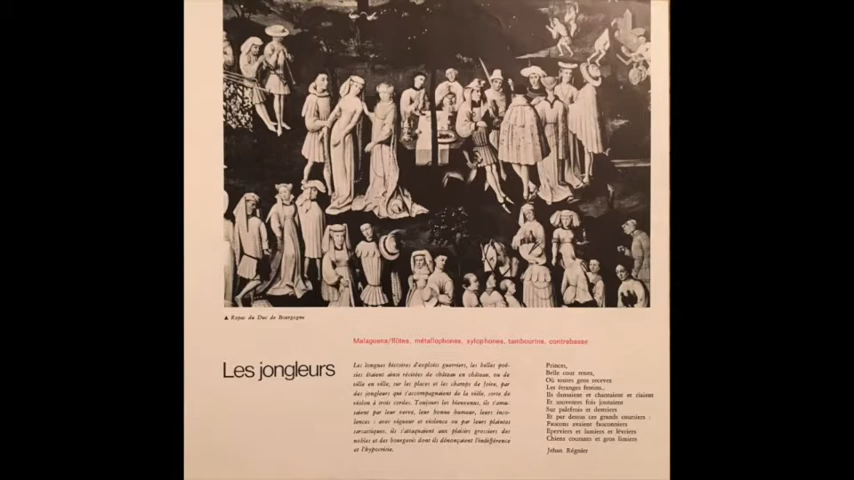 ▲ Repas du Duc de Bourgogne
Malaguena/flûtes, métallophones, xylophones, tambourins, contrebasse
Les jongleurs
Les longues histoires d'exploits guerriers, les belles poé-
sies étaient ainsi récitées de château en château, ou de
ville en ville, sur les places et les champs de foire, par
des jongleurs qui s'accompagnaient de la vielle, sorte de
violon à trois cordes. Toujours les bienvenus, ils s'amu-
saient par leur verve, leur bonne humeur, leurs inso-
lences : avec vigueur et violence ou par leurs plaintes
sarcastiques, ils s'attaquaient aux plaisirs grossiers des
nobles et des bourgeois dont ils dénonçaient l'indifférence
et l'hypocrisie.
Princes,
Belle cour tenez,
Où toutes gens recevez
Les étranges festiez...
Ils dansaient et chantaient et riaient
Et souventes fois joutaient
Sur palefrois et destriers
Et par dessus ces grands coursiers :
Faucons avaient fauconniers
Eperviers et laniers et lévriers
Chiens courants et gros limiers
Jehan Régnier